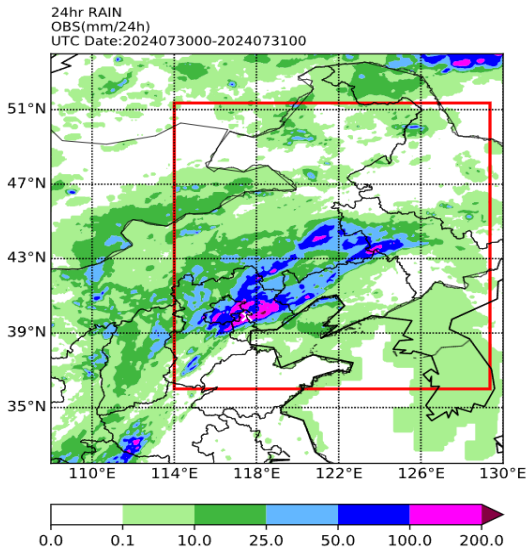 24hr RAIN
OBS(mm/24h)
UTC Date:2024073000-2024073100
51°N
47°N
43°N
39°N
35°N
110°E 114°E 118°E 122°E 126°E 130°E
0.0 0.1 10.0 25.0 50.0 100.0 200.0